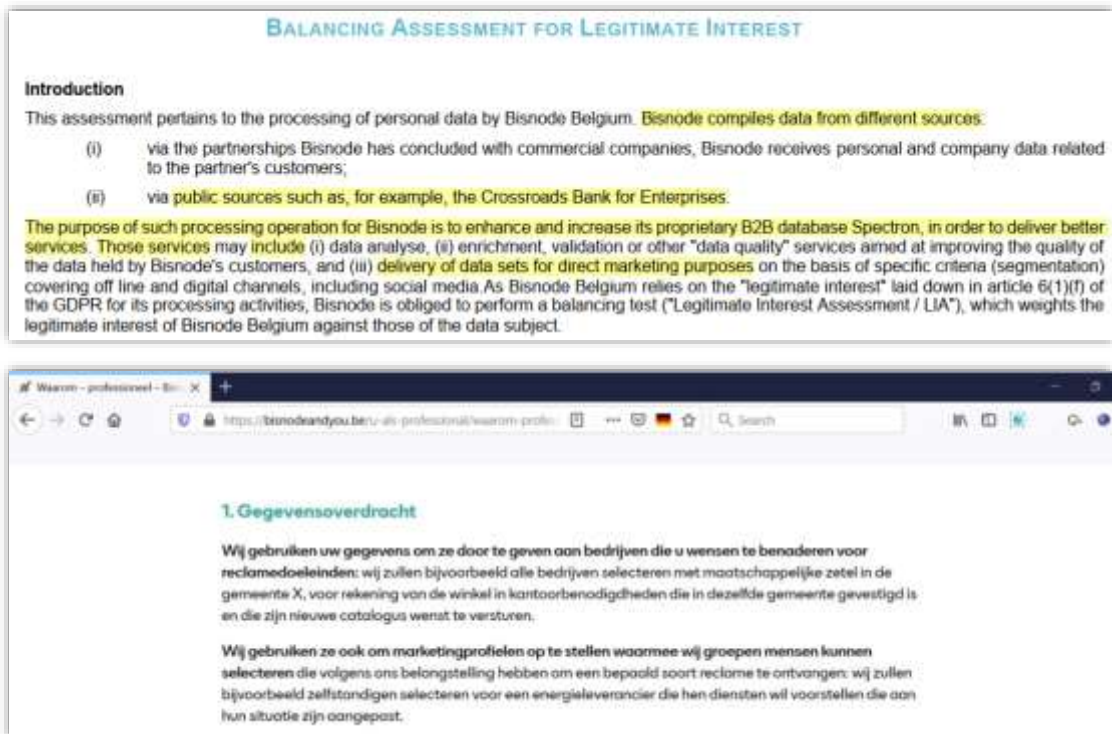 BALANCING ASSESSMENT FOR LEGITIMATE INTEREST
Introduction
This assessment pertains to the processing of personal data by Bisnode Belgium. Bisnode compiles data from different sources:
(i) via the partnerships Bisnode has concluded with commercial companies, Bisnode receives personal and company data related
to the partner's customers;
(ii) via public sources such as, for example, the Crossroads Bank for Enterprises.
The purpose of such processing operation for Bisnode is to enhance and increase its proprietary B2B database Spectron, in order to deliver better
services. Those services may include (i) data analyse, (ii) enrichment, validation or other "data quality" services aimed at improving the quality of
the data held by Bisnode's customers, and (iii) delivery of data sets for direct marketing purposes on the basis of specific criteria (segmentation)
covering off line and digital channels, including social media.As Bisnode Belgium relies on the "legitimate interest" laid down in article 6(1)(f) of
the GDPR for its processing activities, Bisnode is obliged to perform a balancing test ("Legitimate Interest Assessment / LIA"), which weights the
legitimate interest of Bisnode Belgium against those of the data subject.
Waarom - professioneel - Bis
https://bisnodeandyou.be/u-als-professional/waarom-profe
Search
1. Gegevensoverdracht
Wij gebruiken uw gegevens om ze door te geven aan bedrijven die u wensen te benaderen voor
reclamedoeleinden: wij zullen bijvoorbeeld alle bedrijven selecteren met maatschappelijke zetel in de
gemeente X, voor rekening van de winkel in kantoorbenodigdheden die in dezelfde gemeente gevestigd is
en die zijn nieuwe catalogus wenst te versturen.
Wij gebruiken ze ook om marketingprofielen op te stellen waarmee wij groepen mensen kunnen
selecteren die volgens ons belangstelling hebben om een bepaald soort reclame te ontvangen: wij zullen
bijvoorbeeld zelfstandigen selecteren voor een energieleverancier die hen diensten wil voorstellen die aan
hun situatie zijn aangepast.